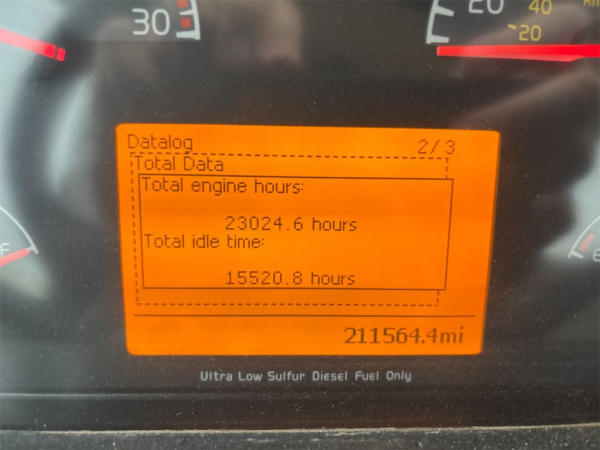 30
20
40
20
Datalog 2/3
Total Data
Total engine hours:
23024.6 hours
Total idle time:
15520.8 hours
F
E
211564.4mi
Ultra Low Sulfur Diesel Fuel Only